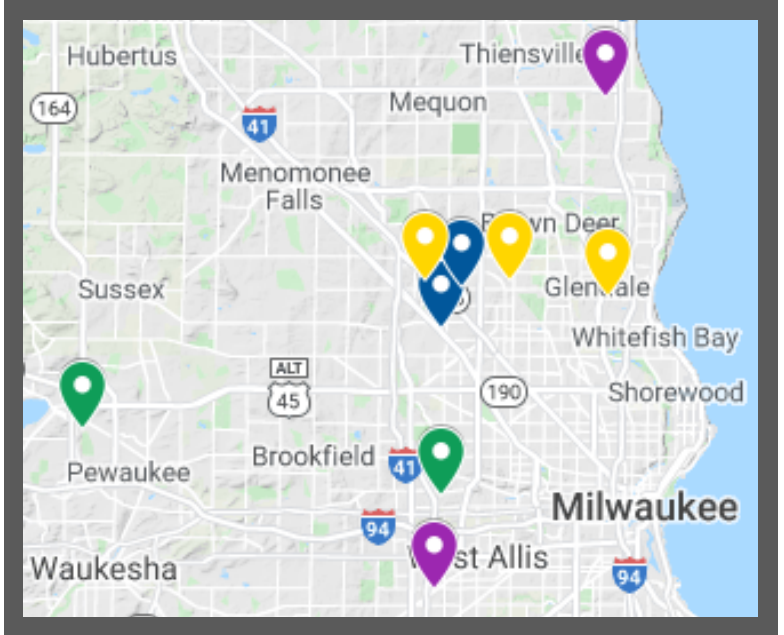 Hubertus
Thiensville
164
41
Mequon
Menomonee
Falls
Brown Deer
Sussex
Glendale
Whitefish Bay
ALT
45
190
Shorewood
Brookfield
41
Pewaukee
Milwaukee
94
West Allis
Waukesha
94